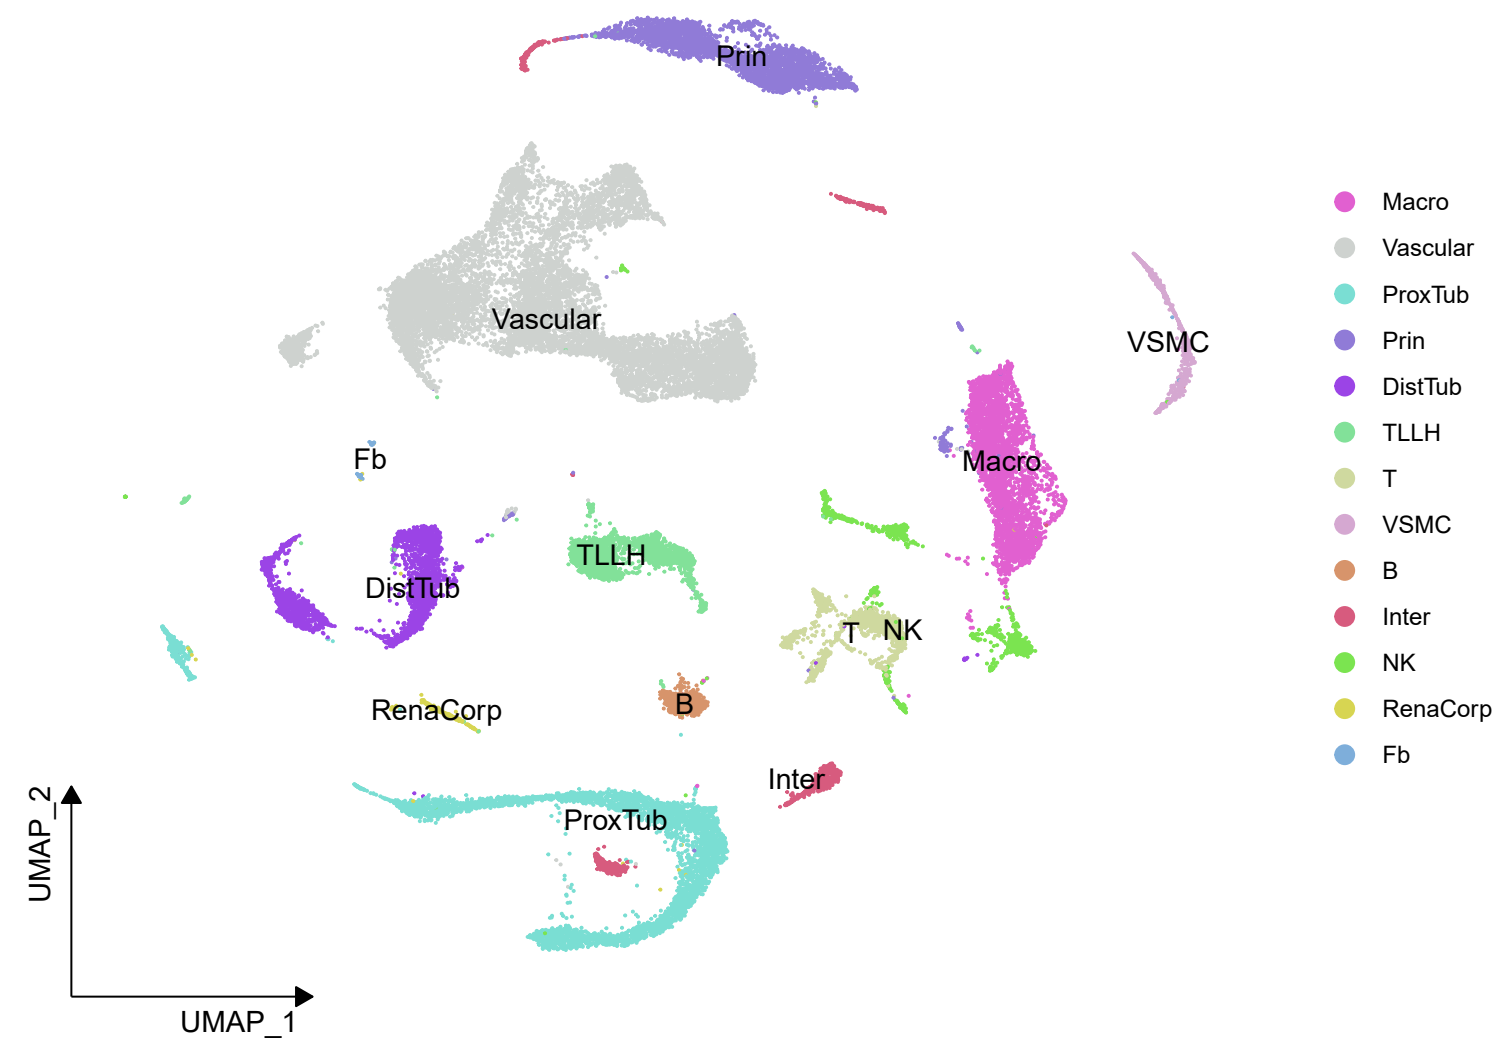 Prin
Vascular
VSMC
Fb
Macro
TLLH
DistTub
T
NK
RenaCorp
B
Inter
ProxTub
UMAP_2
UMAP_1
Macro
Vascular
ProxTub
Prin
DistTub
TLLH
T
VSMC
B
Inter
NK
RenaCorp
Fb